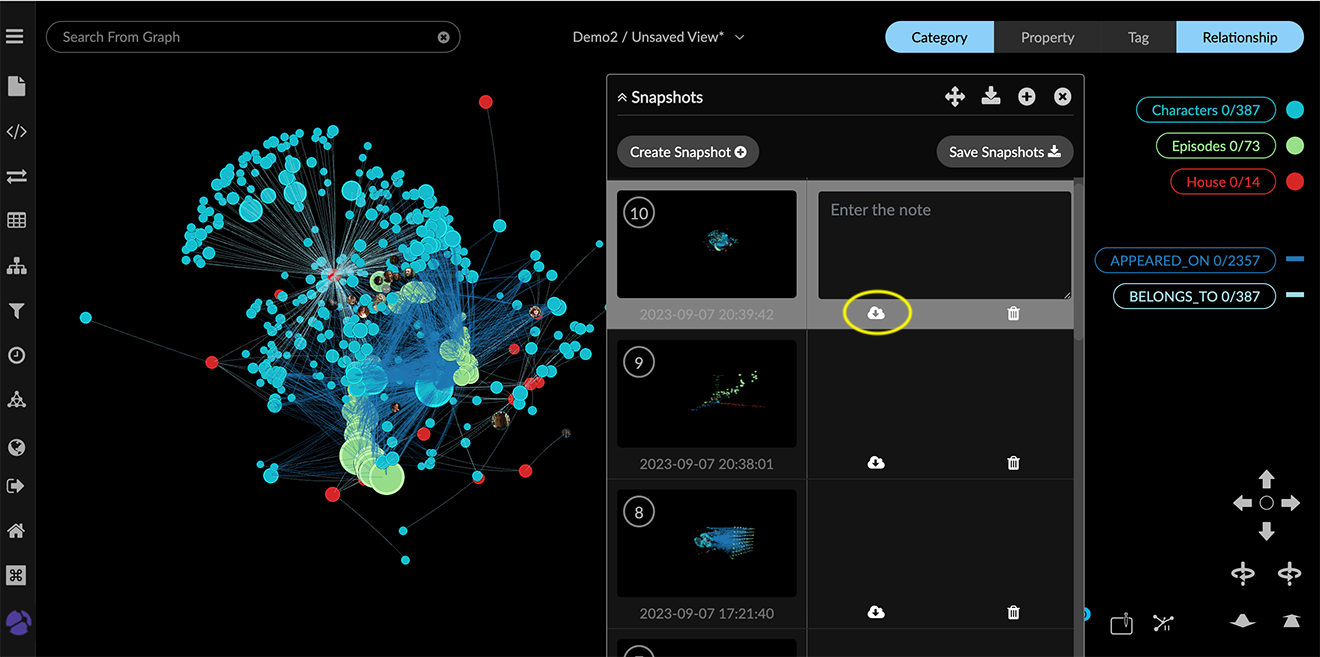 Search From Graph
Demo2 / Unsaved View*
Category
Property
Tag
Relationship
Snapshots
Create Snapshot
Save Snapshots
10
Enter the note
2023-09-07 20:39:42
9
2023-09-07 20:38:01
8
2023-09-07 17:21:40
Characters 0/387
Episodes 0/73
House 0/14
APPEARED_ON 0/2357
BELONGS_TO 0/387